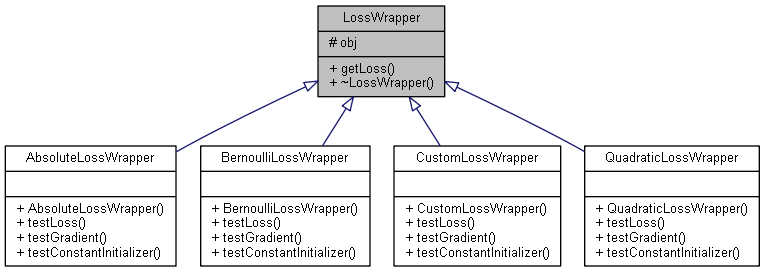 LossWrapper
# obj
+ getLoss()
+ ~LossWrapper()
AbsoluteLossWrapper
+ AbsoluteLossWrapper()
+ testLoss()
+ testGradient()
+ testConstantInitializer()
BernoulliLossWrapper
+ BernoulliLossWrapper()
+ testLoss()
+ testGradient()
+ testConstantInitializer()
CustomLossWrapper
+ CustomLossWrapper()
+ testLoss()
+ testGradient()
+ testConstantInitializer()
QuadraticLossWrapper
+ QuadraticLossWrapper()
+ testLoss()
+ testGradient()
+ testConstantInitializer()